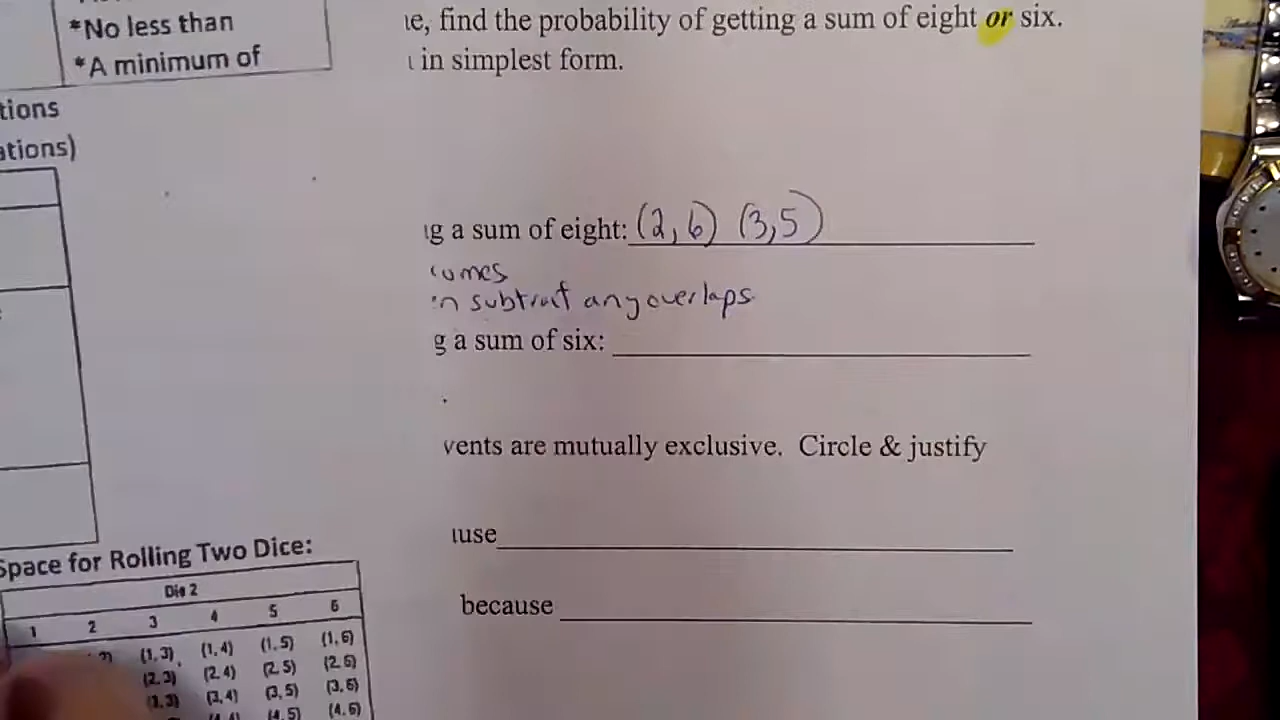 *No less than
*A minimum of
tions
ations)
e, find the probability of getting a sum of eight or six.
in simplest form.
g a sum of eight: (2,6) (3,5)
comes
n subtract any overlaps
g a sum of six:
vents are mutually exclusive. Circle & justify
use
because
Space for Rolling Two Dice:
Die 2
1 2 3 4 5 6
(1,3) (1,4) (1,5) (1,6)
(2,3) (2,4) (2,5) (2,6)
(3,3) (3,4) (3,5) (3,6)
(4,4) (4,5) (4,6)